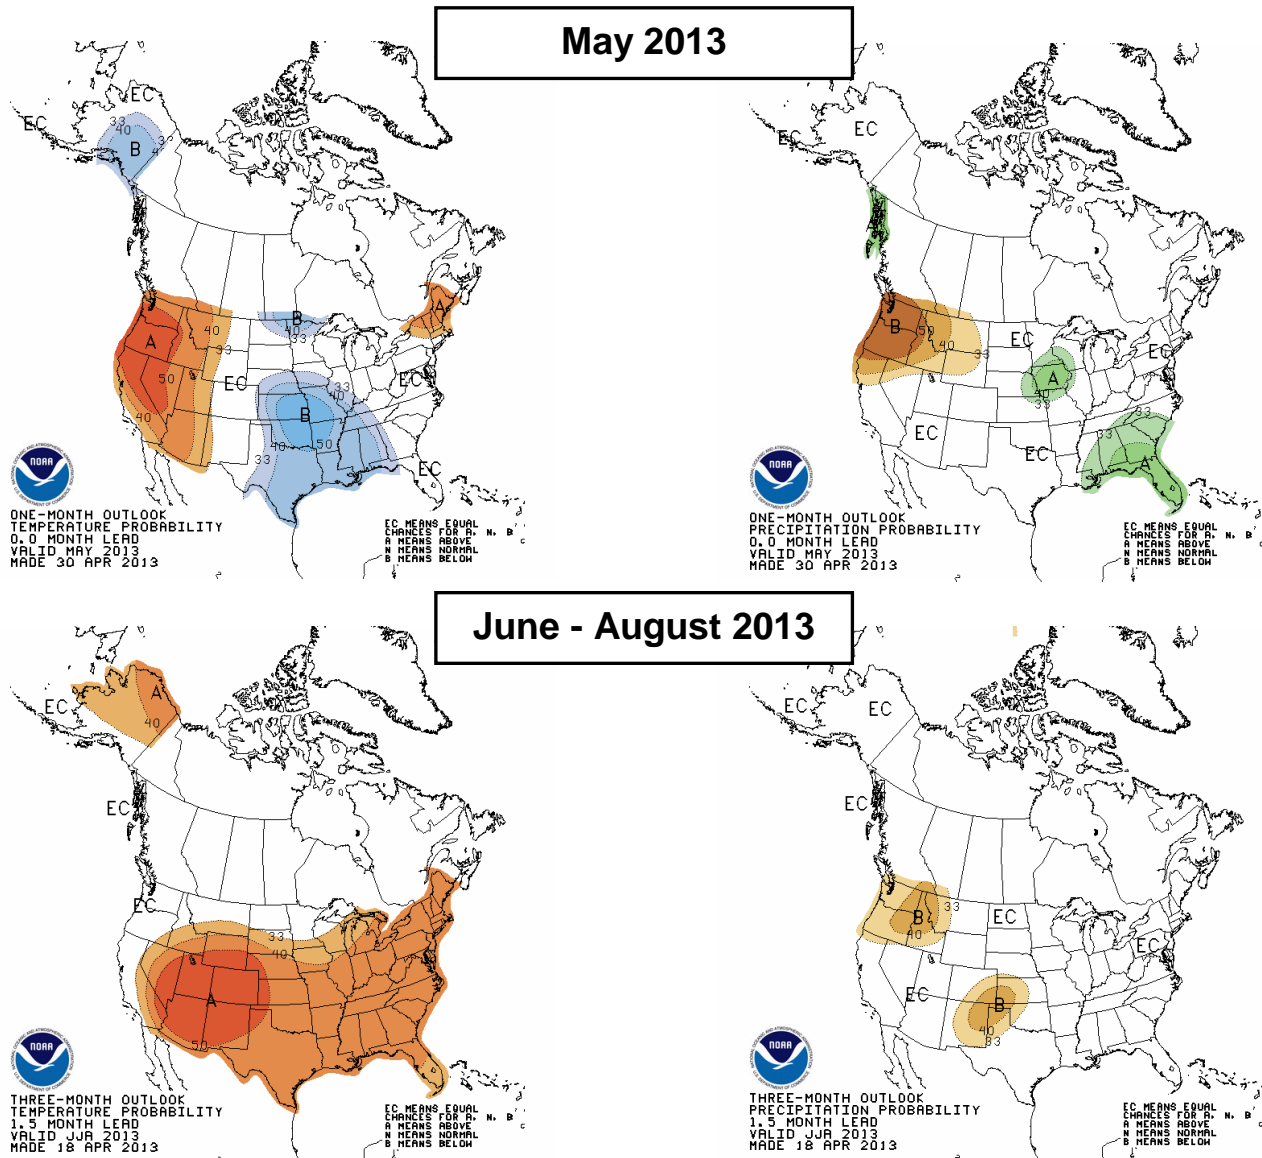 May 2013
EC
EC
33
40
B
A
40
33
50
40
EC
B
40
33
A
EC
33
40
B
50
40
33
EC
NOAA
ONE-MONTH OUTLOOK
TEMPERATURE PROBABILITY
0.0 MONTH LEAD
VALID MAY 2013
MADE 30 APR 2013
EC MEANS EQUAL
CHANCES FOR A, N, B
A MEANS ABOVE
N MEANS NORMAL
B MEANS BELOW
EC
EC
B
50
40
33
EC
EC
A
40
33
EC
EC
33
33
A
NOAA
ONE-MONTH OUTLOOK
PRECIPITATION PROBABILITY
0.0 MONTH LEAD
VALID MAY 2013
MADE 30 APR 2013
EC MEANS EQUAL
CHANCES FOR A, N, B
A MEANS ABOVE
N MEANS NORMAL
B MEANS BELOW
June - August 2013
EC
A
40
EC
EC
33
40
A
50
NOAA
THREE-MONTH OUTLOOK
TEMPERATURE PROBABILITY
1.5 MONTH LEAD
VALID JJA 2013
MADE 18 APR 2013
EC MEANS EQUAL
CHANCES FOR A, N, B
A MEANS ABOVE
N MEANS NORMAL
B MEANS BELOW
EC
EC
EC
33
B
40
EC
EC
EC
B
40
33
NOAA
THREE-MONTH OUTLOOK
PRECIPITATION PROBABILITY
1.5 MONTH LEAD
VALID JJA 2013
MADE 18 APR 2013
EC MEANS EQUAL
CHANCES FOR A, N, B
A MEANS ABOVE
N MEANS NORMAL
B MEANS BELOW